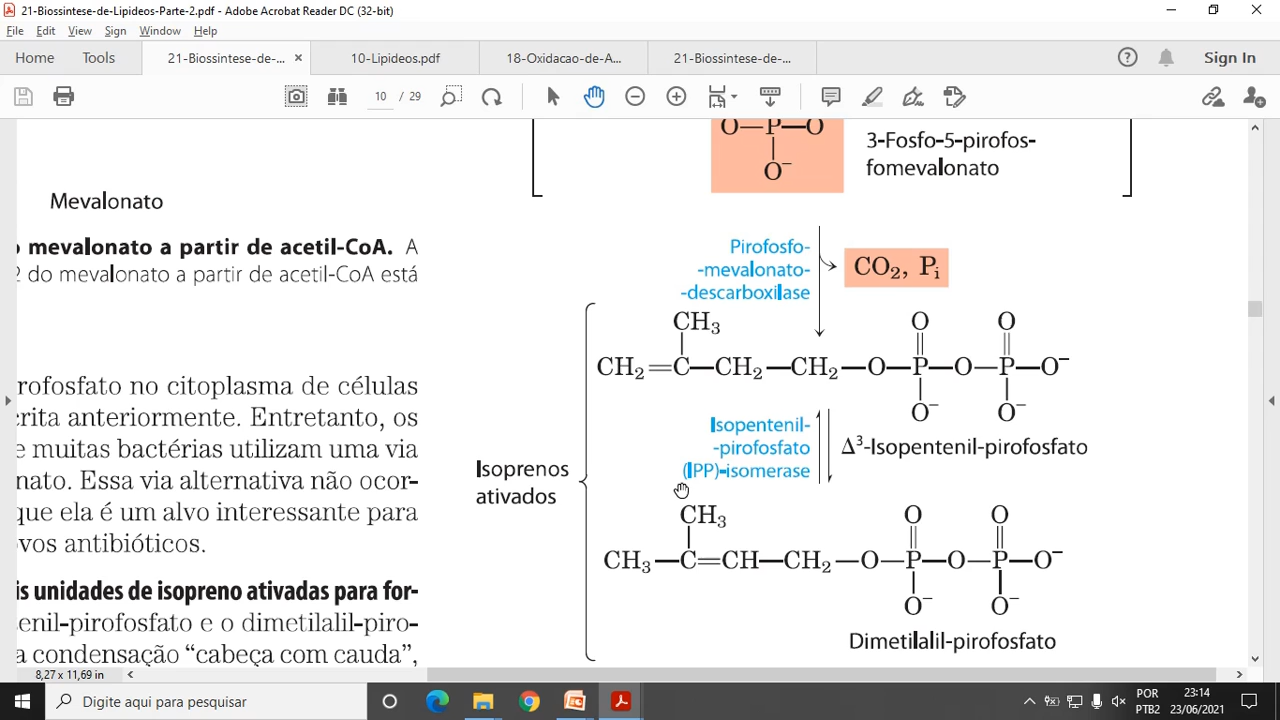 21-Biossintese-de-Lipideos-Parte-2.pdf - Adobe Acrobat Reader DC (32-bit)
File Edit View Sign Window Help
Home Tools 21-Biossintese-de-... × 10-Lipideos.pdf 18-Oxidacao-de-A... 21-Biossintese-de-... Sign In
10 / 29
O—P—O
O⁻
3-Fosfo-5-pirofos-
fomevalonato
Mevalonato
o mevalonato a partir de acetil-CoA. A
2 do mevalonato a partir de acetil-CoA está
Pirofosfo-
-mevalonato-
-descarboxilase
CO₂, Pᵢ
CH₃ O O
CH₂=C—CH₂—CH₂—O—P—O—P—O⁻
O⁻ O⁻
rofosfato no citoplasma de células
crita anteriormente. Entretanto, os
e muitas bactérias utilizam uma via
nato. Essa via alternativa não ocor-
que ela é um alvo interessante para
vos antibióticos.
Isopentenil-
-pirofosfato
(IPP)-isomerase
Δ³-Isopentenil-pirofosfato
Isoprenos
ativados
CH₃ O O
CH₃—C=CH—CH₂—O—P—O—P—O⁻
O⁻ O⁻
Dimetilalil-pirofosfato
is unidades de isopreno ativadas para for-
tenil-pirofosfato e o dimetilalil-piro-
a condensação “cabeça com cauda”,
8,27 x 11,69 in
Digite aqui para pesquisar
POR
PTB2
23:14
23/06/2021